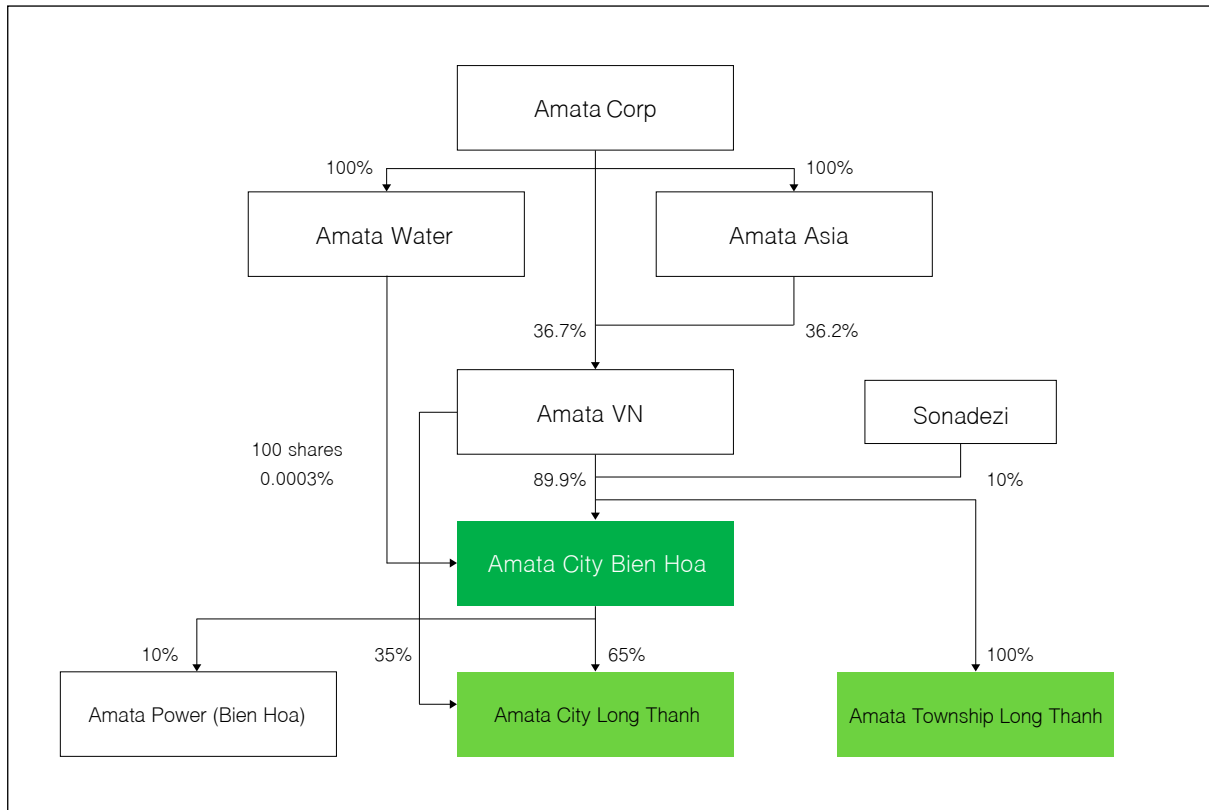 Amata Corp
100%
100%
Amata Water
Amata Asia
36.7%
36.2%
Amata VN
Sonadezi
100 shares
0.0003%
89.9%
10%
Amata City Bien Hoa
10%
35%
65%
100%
Amata Power (Bien Hoa)
Amata City Long Thanh
Amata Township Long Thanh